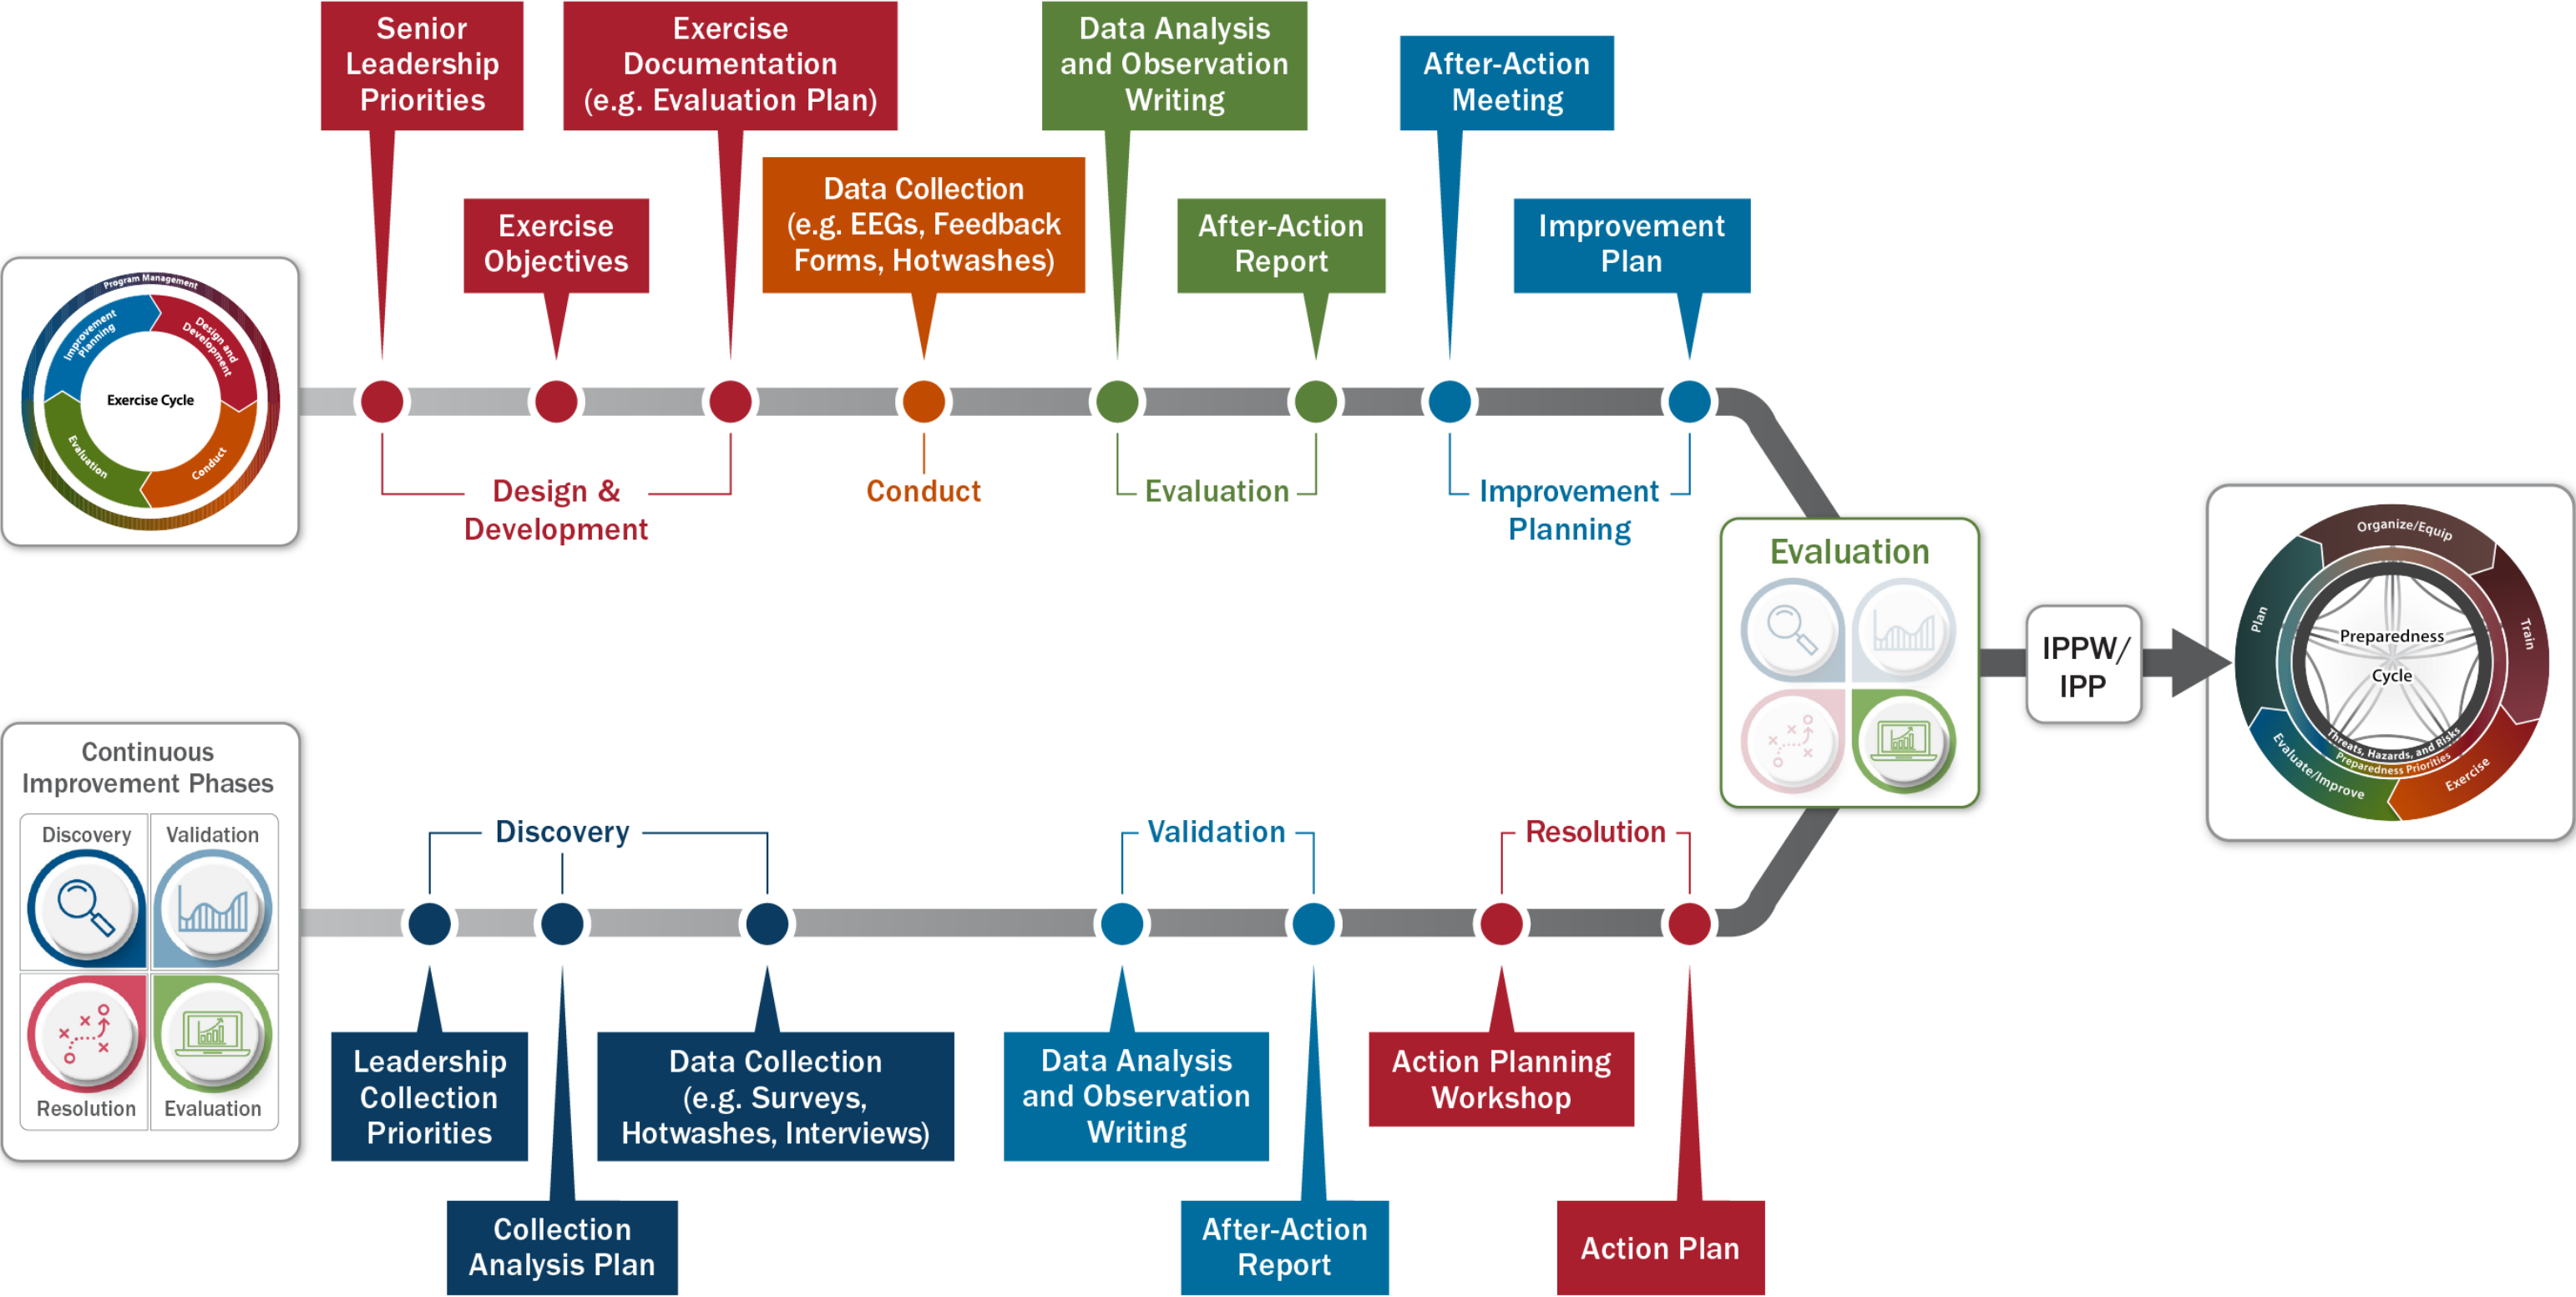 Senior
Leadership
Priorities
Exercise
Documentation
(e.g. Evaluation Plan)
Data Analysis
and Observation
Writing
After-Action
Meeting
Exercise
Objectives
Data Collection
(e.g. EEGs, Feedback
Forms, Hotwashes)
After-Action
Report
Improvement
Plan
Program Management
Improvement
Planning
Design and
Development
Exercise Cycle
Evaluation
Conduct
Design &
Development
Conduct
Evaluation
Improvement
Planning
Evaluation
IPPW/
IPP
Organize/Equip
Plan
Train
Preparedness
Cycle
Threats, Hazards, and Risks
Preparedness Priorities
Evaluate/Improve
Exercise
Continuous
Improvement Phases
Discovery
Validation
Resolution
Evaluation
Discovery
Validation
Resolution
Leadership
Collection
Priorities
Data Collection
(e.g. Surveys,
Hotwashes, Interviews)
Data Analysis
and Observation
Writing
Action Planning
Workshop
Collection
Analysis Plan
After-Action
Report
Action Plan